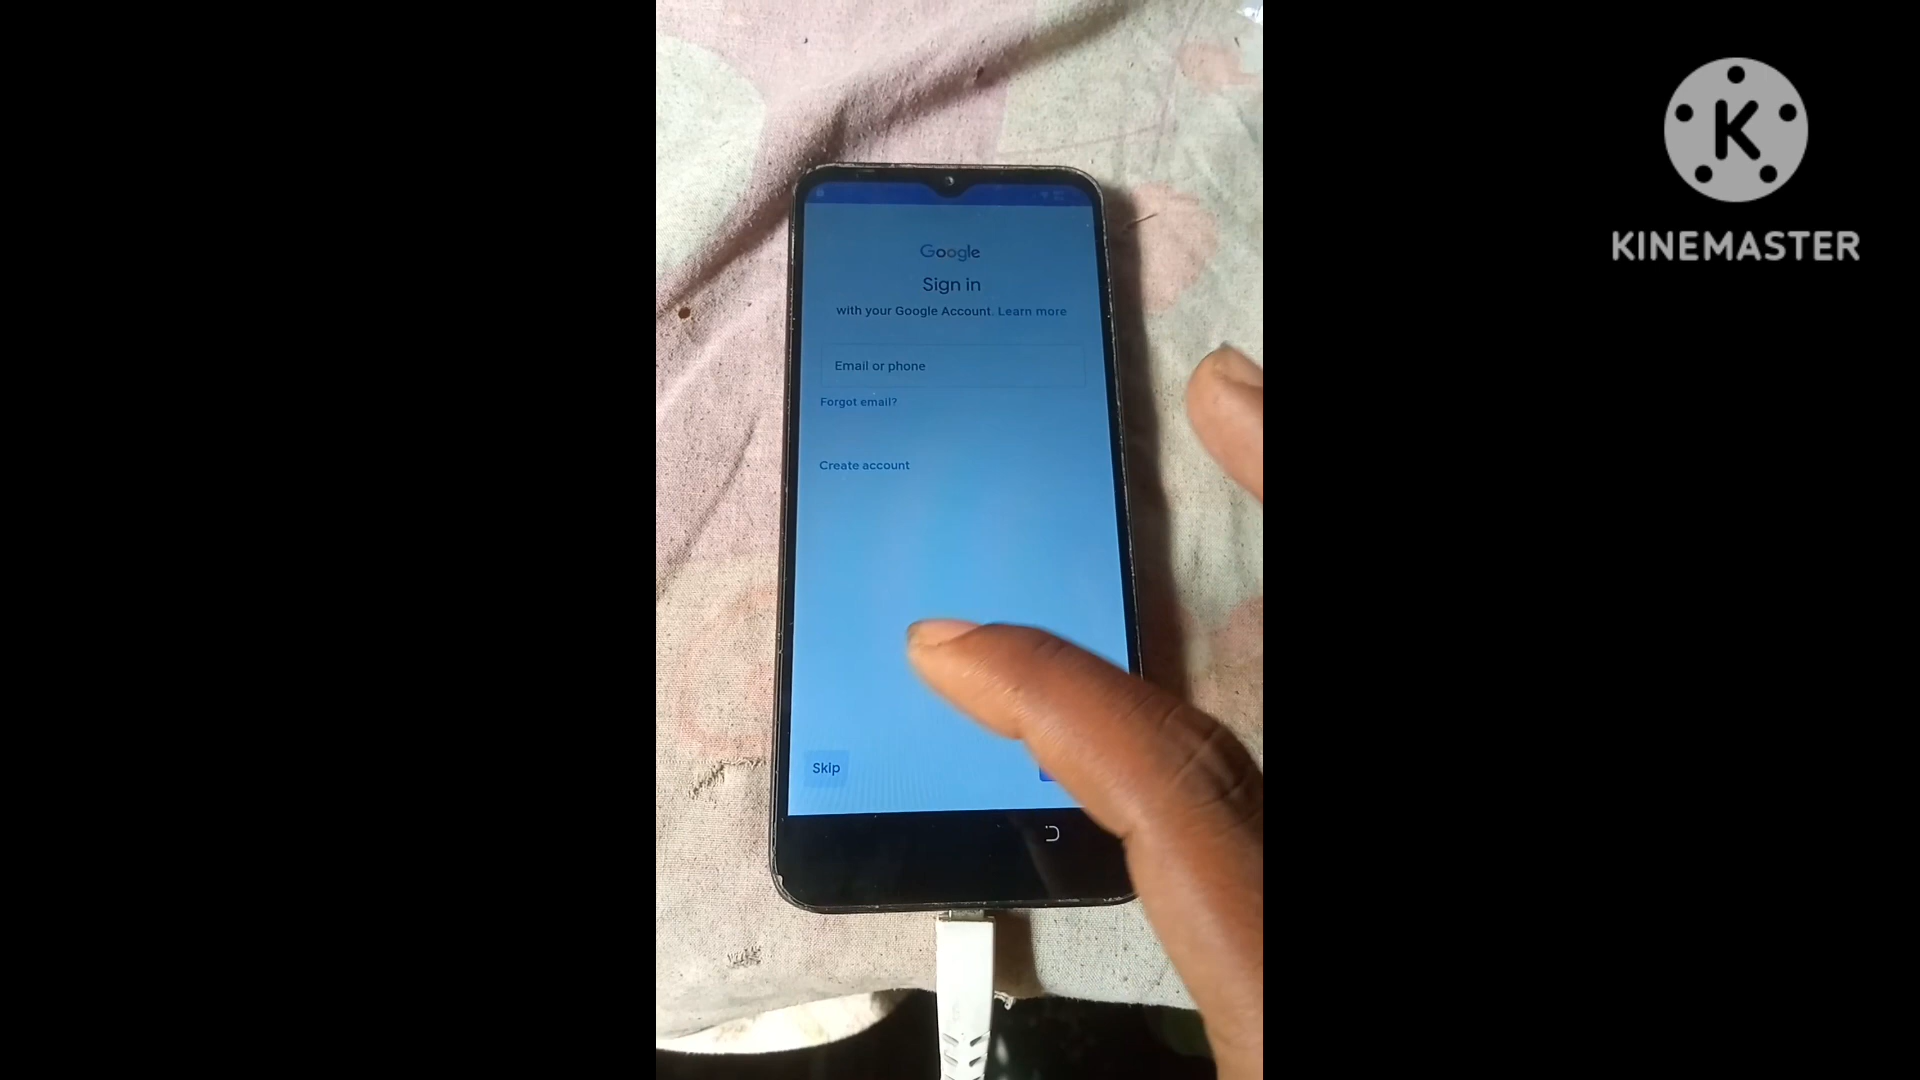 Google
Sign in
with your Google Account. Learn more
Email or phone
Forgot email?
Create account
Skip
K
KINEMASTER